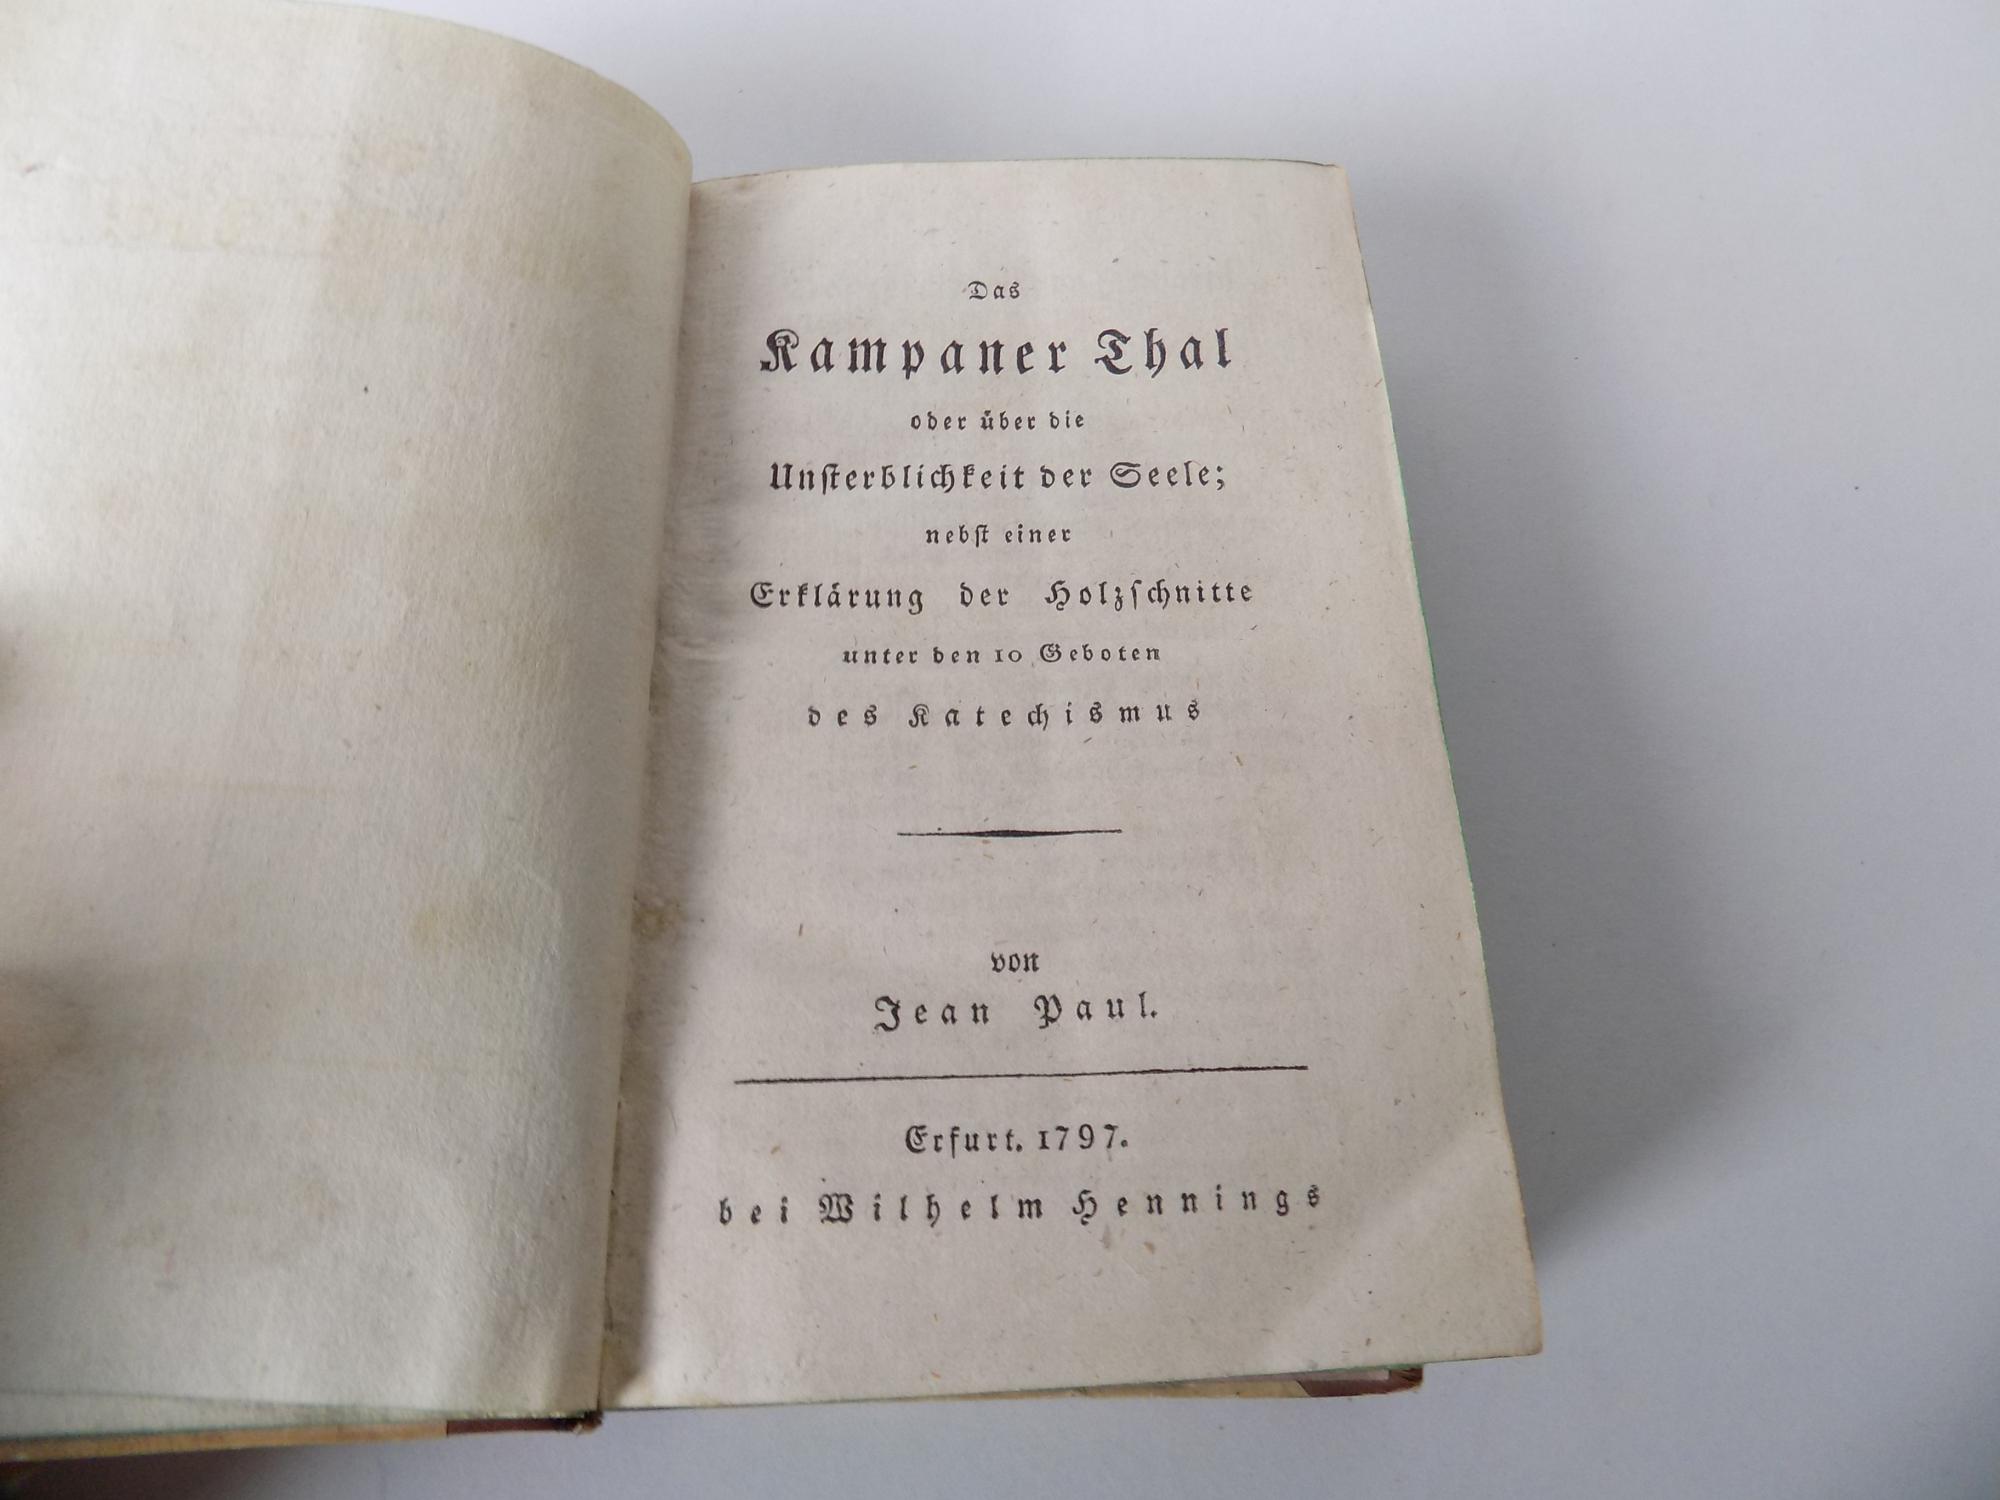 Das
Kampaner Thal
oder über die
Unſterblichkeit der Seele;
nebſt einer
Erklärung der Holzſchnitte
unter den 10 Geboten
des Katechismus
von
Jean Paul.
Erfurt. 1797.
bei Wilhelm Hennings